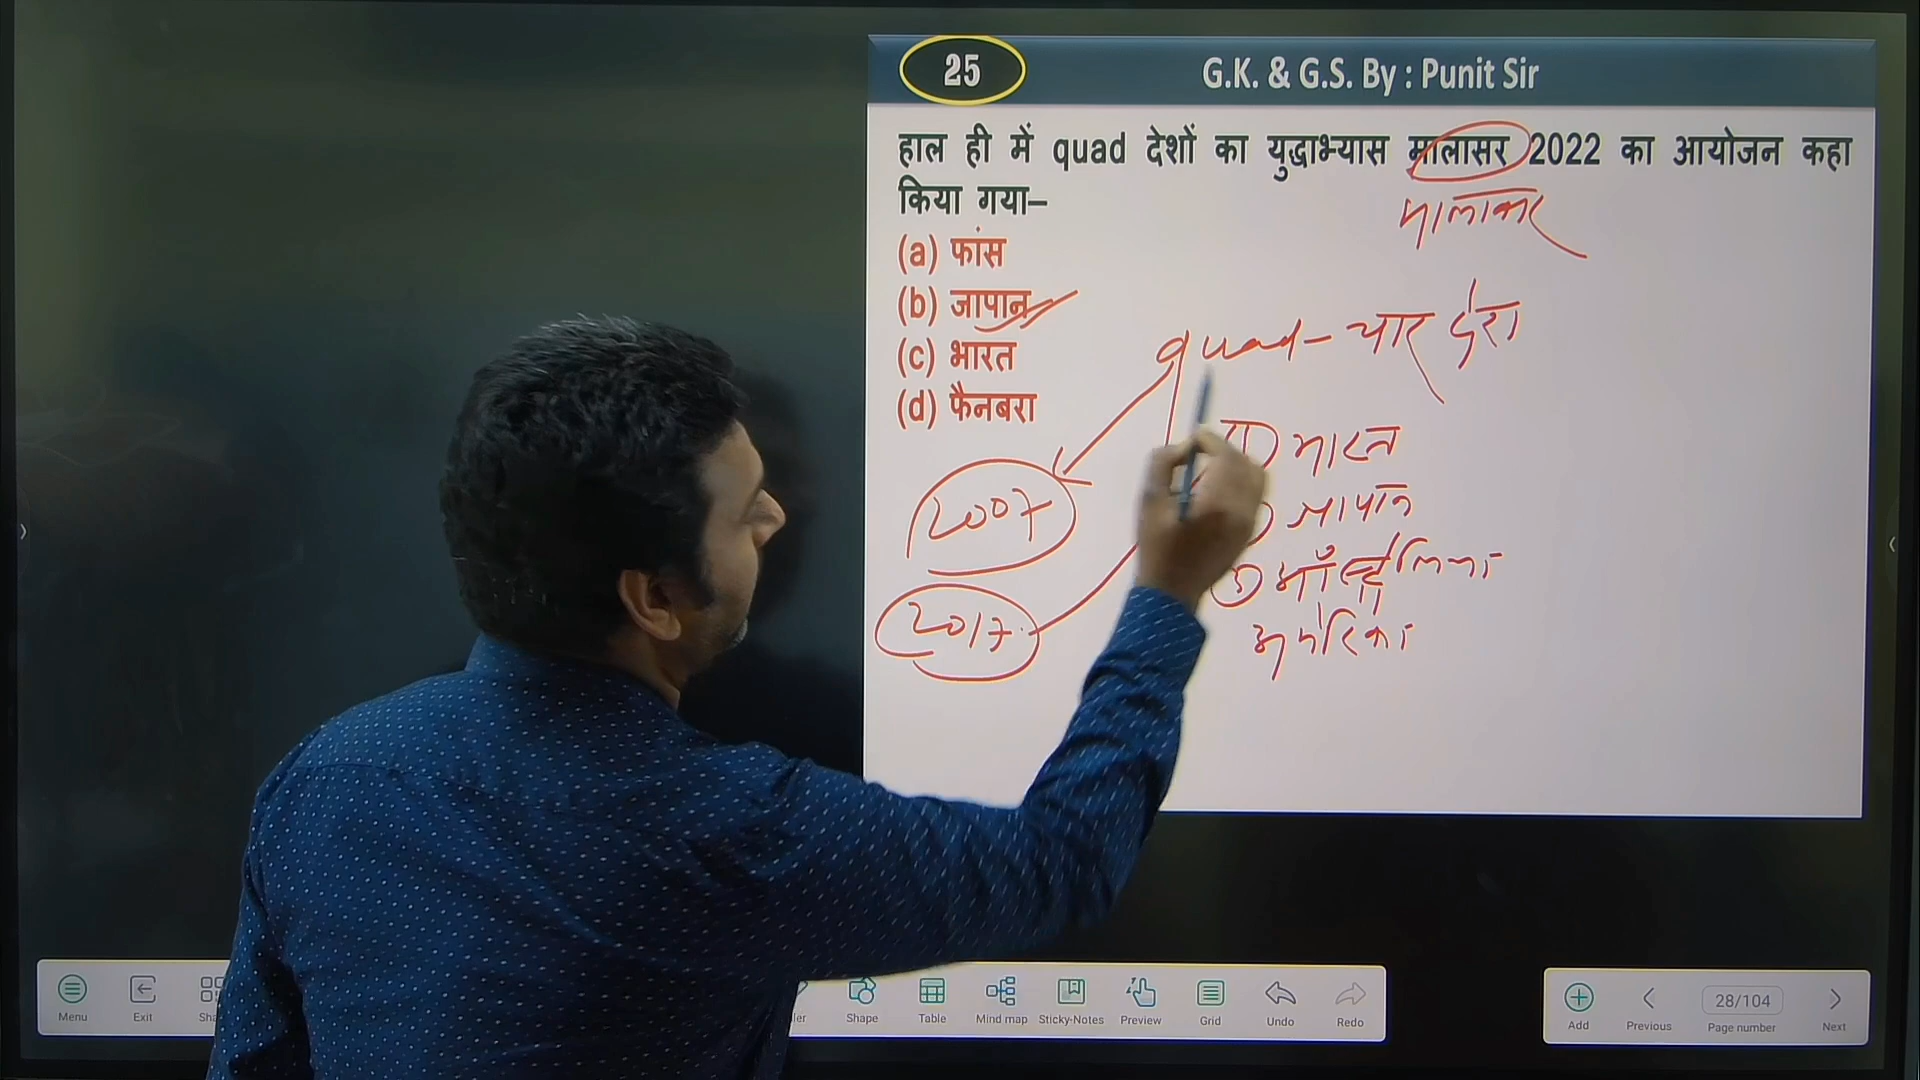 25
G.K. & G.S. By : Punit Sir
हाल ही में quad देशों का युद्धाभ्यास मालासर 2022 का आयोजन कहा
किया गया–
मालाबार
(a) फांस
(b) जापान
(c) भारत
(d) फैनबरा
quad - चार देश
① भारत
जापान
③ ऑस्ट्रेलिया
अमेरिका
2007
2017
Menu
Exit
Shape
Table
Mind map
Sticky-Notes
Preview
Grid
Undo
Redo
Add
Previous
28/104
Page number
Next